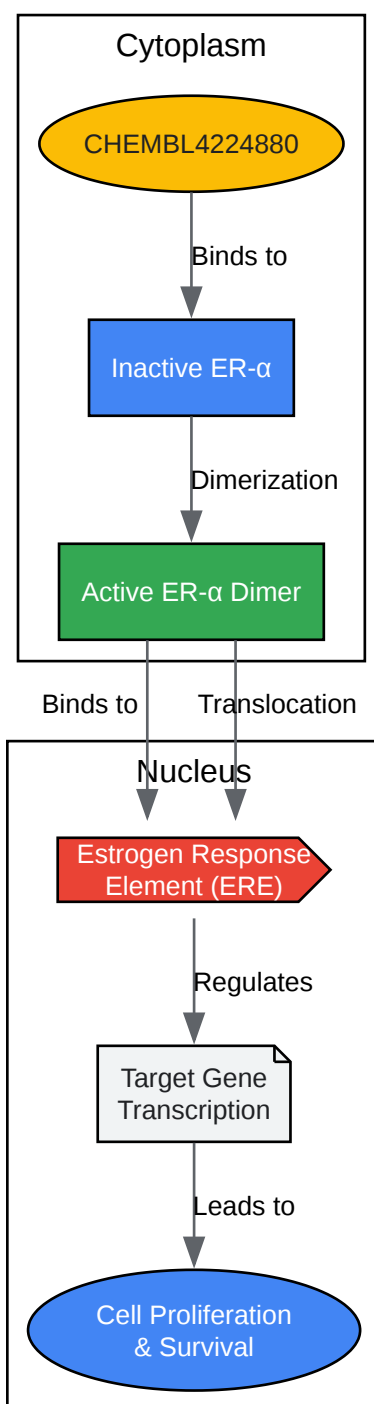 Cytoplasm
CHEMBL4224880
Binds to
Inactive ER-α
Dimerization
Active ER-α Dimer
Binds to
Translocation
Nucleus
Estrogen Response
Element (ERE)
Regulates
Target Gene
Transcription
Leads to
Cell Proliferation
& Survival